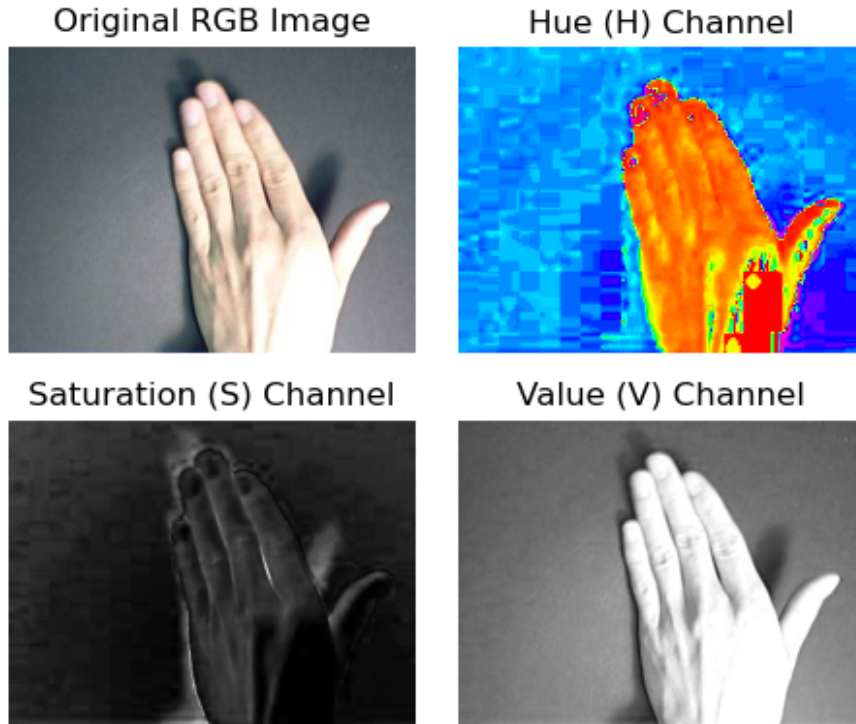 Original RGB Image
Hue (H) Channel
Saturation (S) Channel
Value (V) Channel